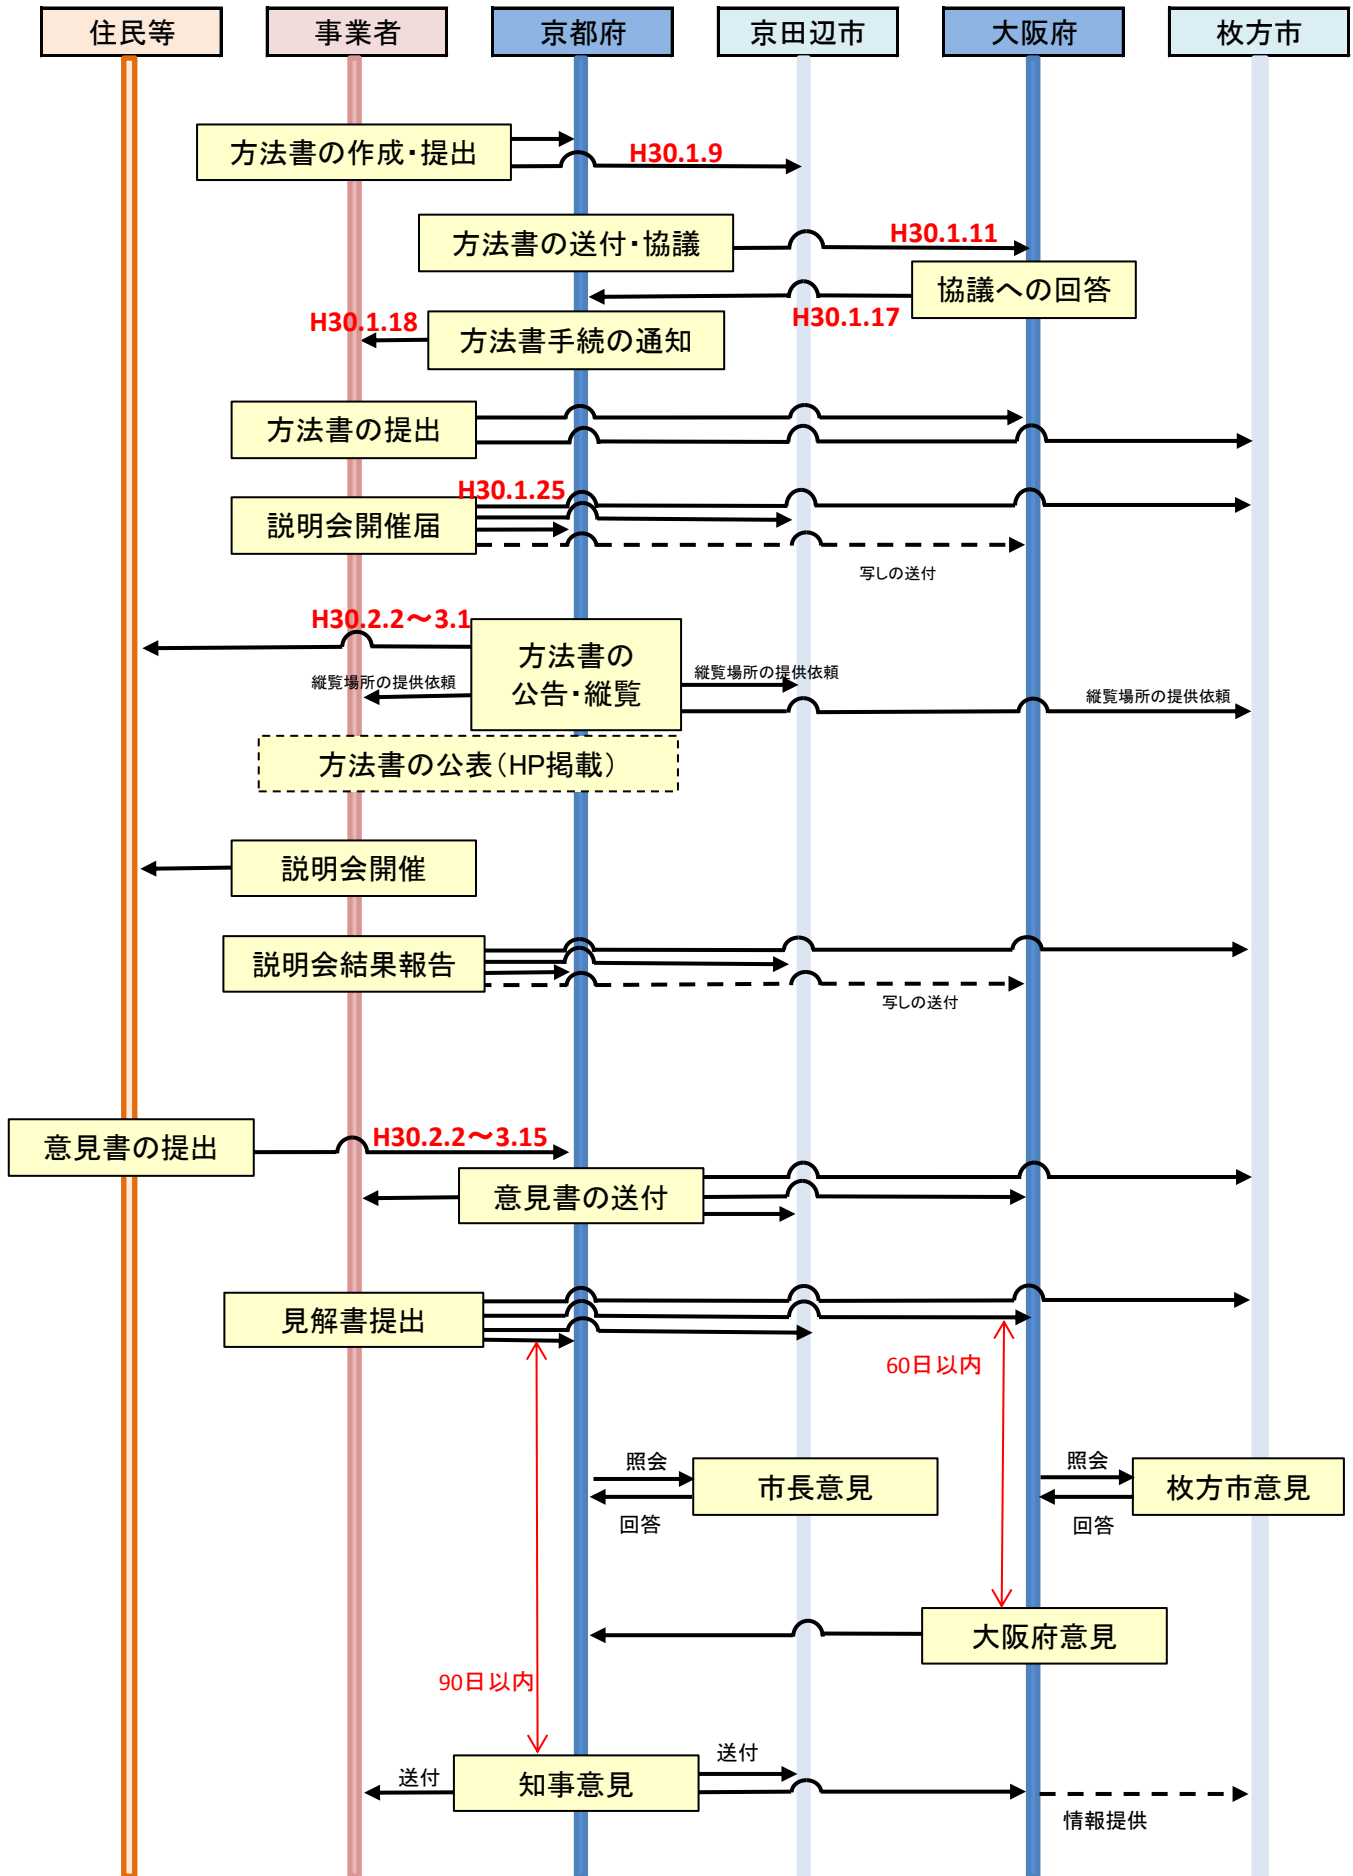 住民等
事業者
京都府
京田辺市
大阪府
枚方市
方法書の作成・提出
H30.1.9
方法書の送付・協議
H30.1.11
協議への回答
H30.1.17
H30.1.18
方法書手続の通知
方法書の提出
H30.1.25
説明会開催届
写しの送付
H30.2.2～3.1
方法書の
公告・縦覧
縦覧場所の提供依頼
縦覧場所の提供依頼
縦覧場所の提供依頼
方法書の公表（HP掲載）
説明会開催
説明会結果報告
写しの送付
意見書の提出
H30.2.2～3.15
意見書の送付
見解書提出
60日以内
照会
市長意見
回答
照会
枚方市意見
回答
大阪府意見
90日以内
送付
知事意見
送付
情報提供